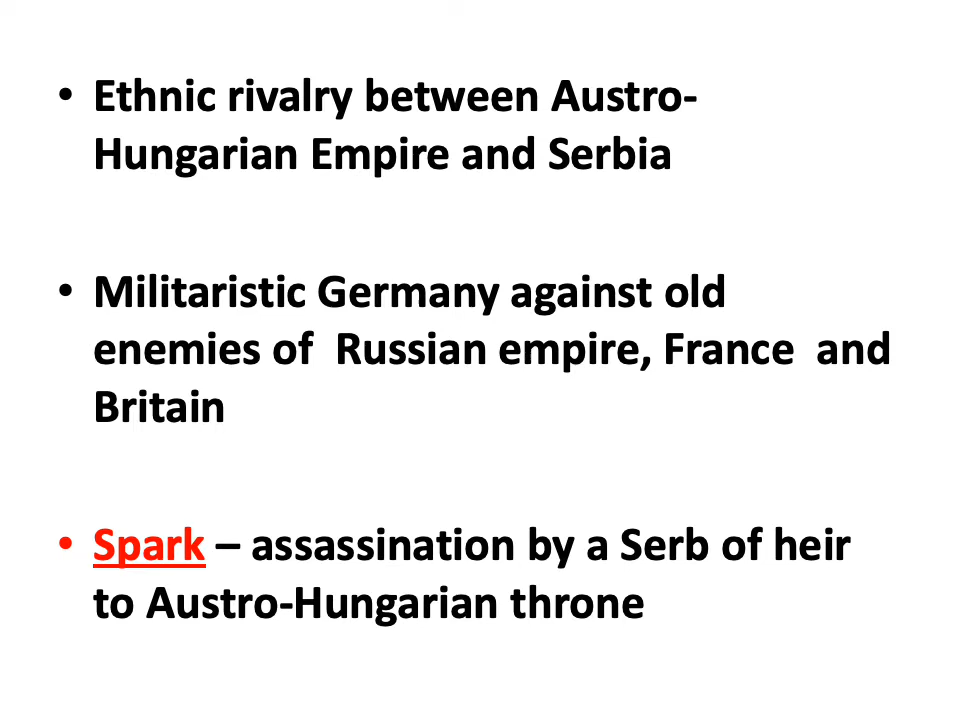 • Ethnic rivalry between Austro-
Hungarian Empire and Serbia
• Militaristic Germany against old
enemies of  Russian empire, France  and
Britain
• Spark – assassination by a Serb of heir
to Austro-Hungarian throne